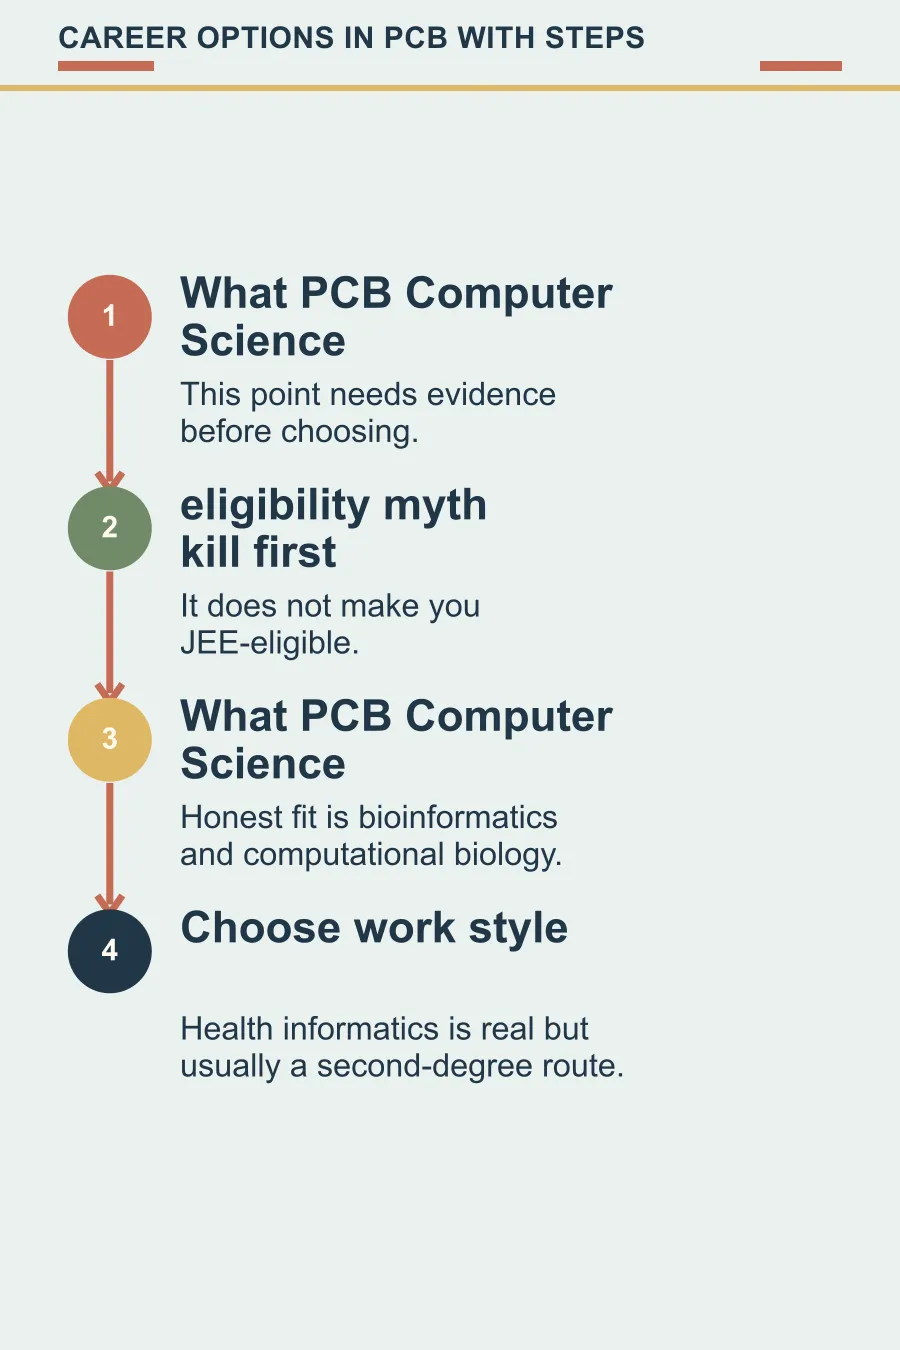 CAREER OPTIONS IN PCB WITH STEPS
1
What PCB Computer
Science
This point needs evidence
before choosing.
2
eligibility myth
kill first
It does not make you
JEE-eligible.
3
What PCB Computer
Science
Honest fit is bioinformatics
and computational biology.
4
Choose work style
Health informatics is real but
usually a second-degree route.